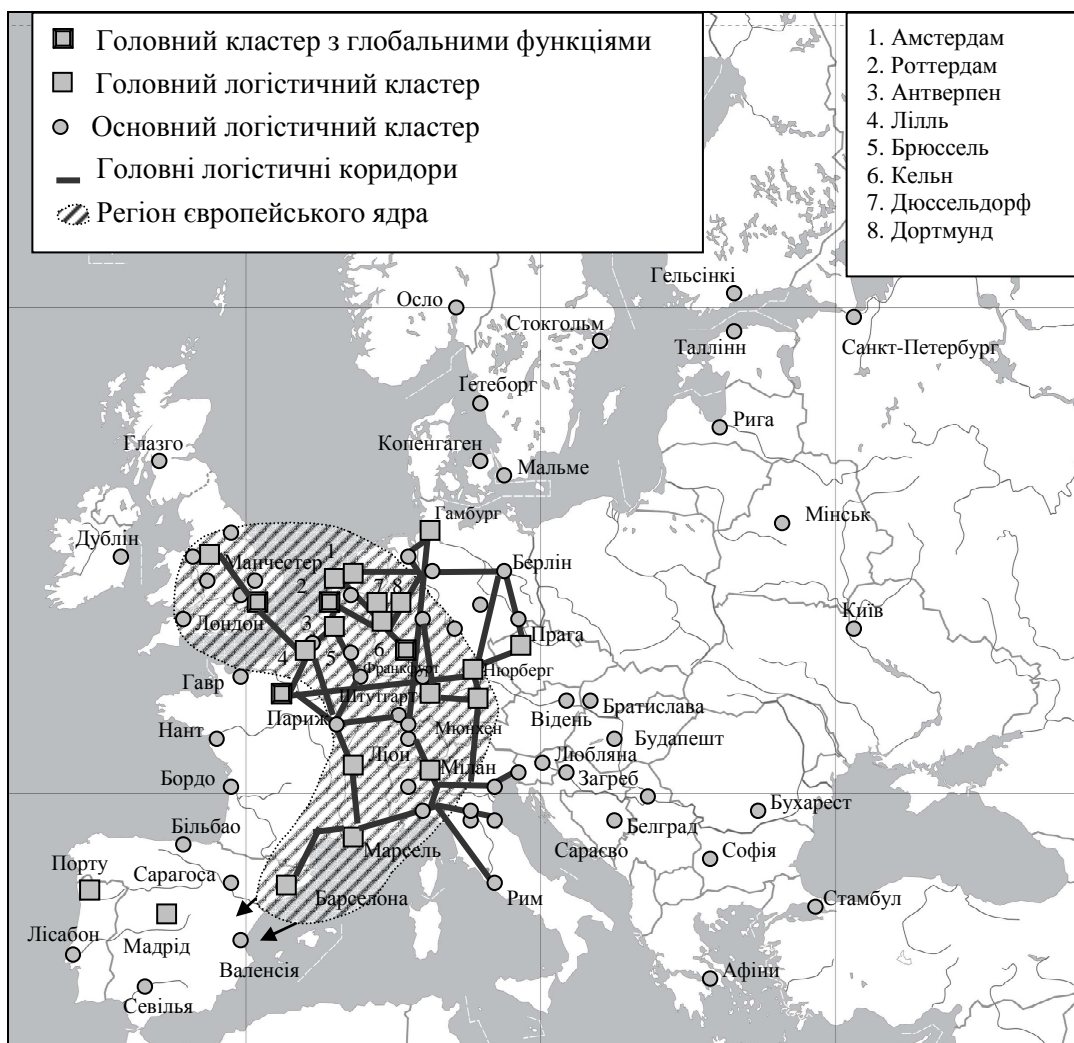 Головний кластер з глобальними функціями
Головний логістичний кластер
Основний логістичний кластер
Головні логістичні коридори
Регіон європейського ядра
1. Амстердам
2. Роттердам
3. Антверпен
4. Лілль
5. Брюссель
6. Кельн
7. Дюссельдорф
8. Дортмунд
Гельсінкі
Осло
Стокгольм
Таллінн
Санкт-Петербург
Ґетеборг
Рига
Глазго
Копенгаген
Мальме
Мінськ
Гамбург
Дублін
Манчестер
1
Берлін
2
7
8
Київ
Лондон
3
Прага
4
5
6
Франкфурт
Нюрберг
Гавр
Штутгарт
Париж
Відень
Братислава
Нант
Мюнхен
Будапешт
Ліон
Мілан
Любляна
Бордо
Загреб
Бухарест
Більбао
Белград
Марсель
Сараєво
Софія
Порту
Сарагоса
Барселона
Рим
Стамбул
Мадрід
Лісабон
Валенсія
Афіни
Севілья